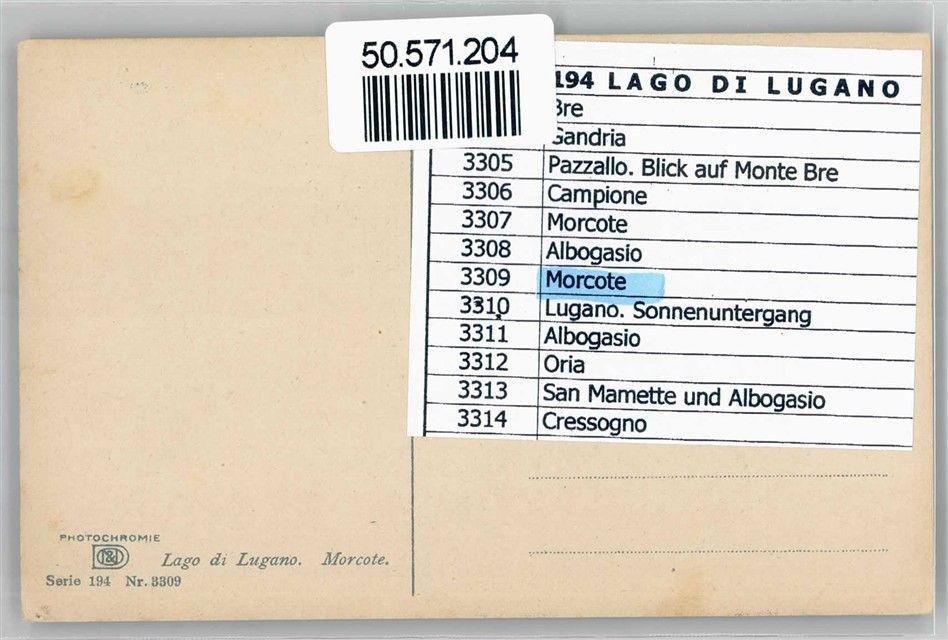 50.571.204
194 LAGO DI LUGANO
Bre
Gandria
3305 Pazzallo. Blick auf Monte Bre
3306 Campione
3307 Morcote
3308 Albogasio
3309 Morcote
3310 Lugano. Sonnenuntergang
3311 Albogasio
3312 Oria
3313 San Mamette und Albogasio
3314 Cressogno
PHOTOCHROMIE
Lago di Lugano. Morcote.
Serie 194 Nr. 3309